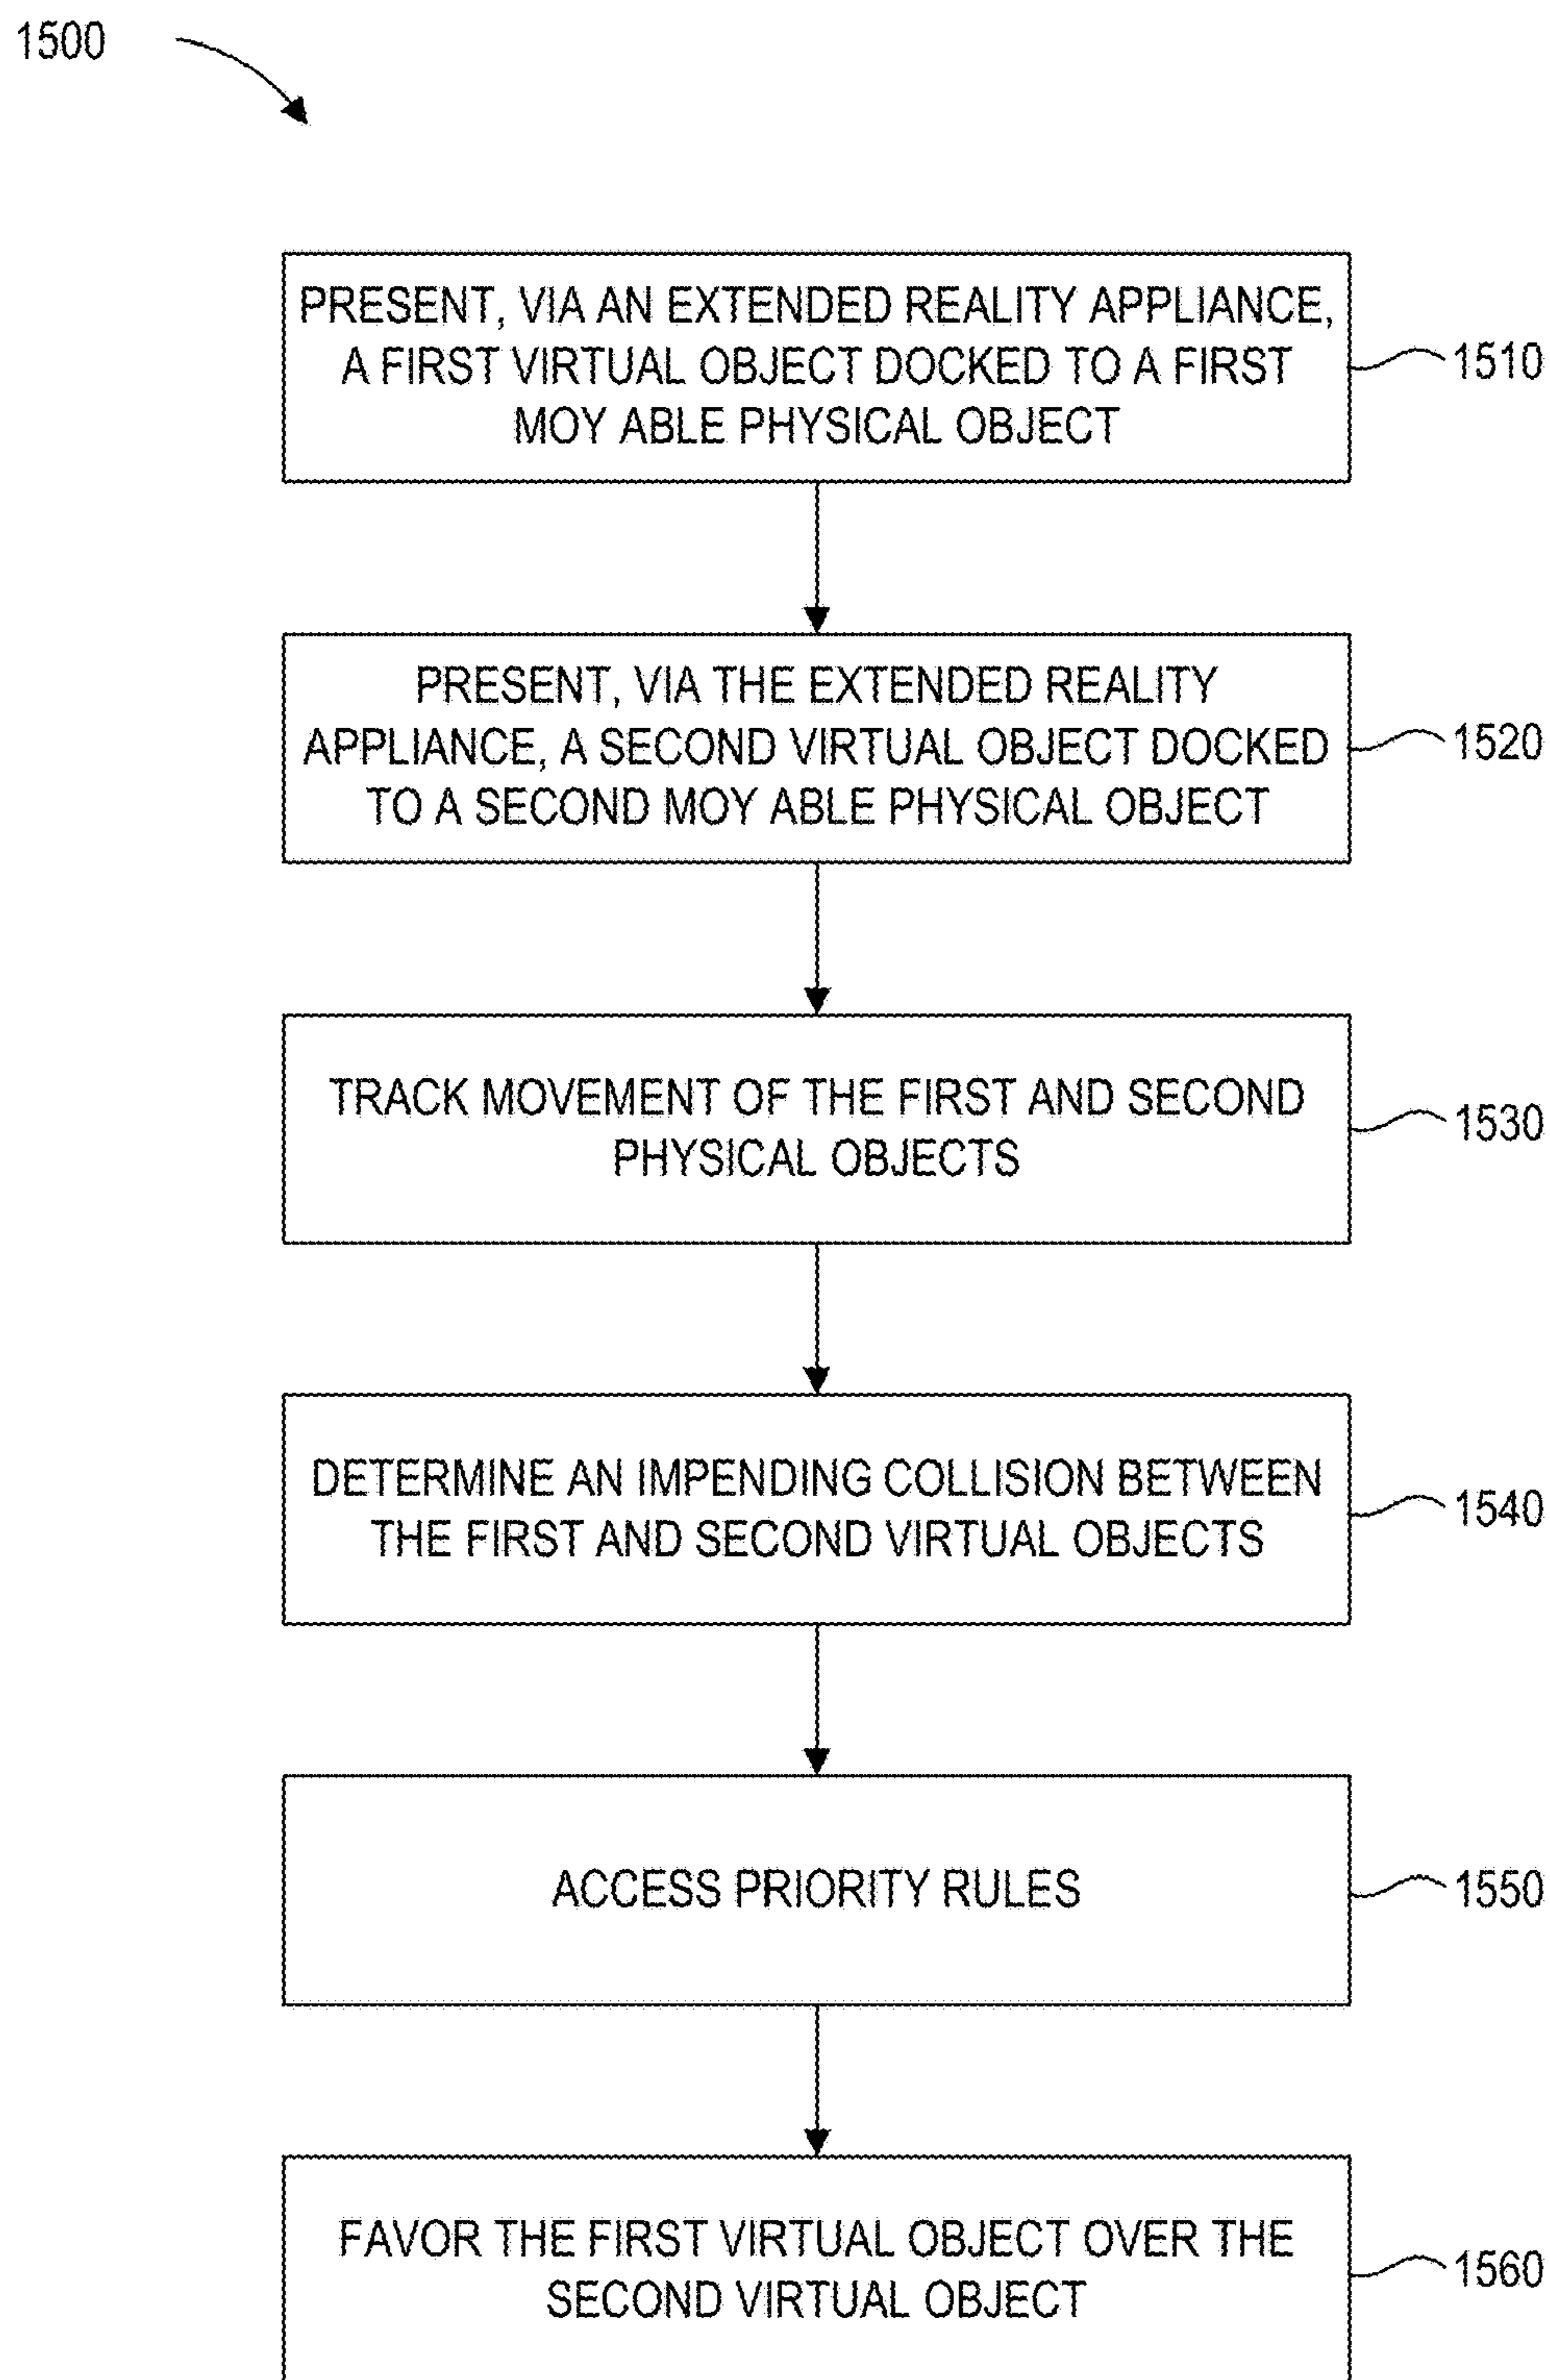 1500
PRESENT, VIA AN EXTENDED REALITY APPLIANCE,
A FIRST VIRTUAL OBJECT DOCKED TO A FIRST
MOY ABLE PHYSICAL OBJECT
1510
PRESENT, VIA THE EXTENDED REALITY
APPLIANCE, A SECOND VIRTUAL OBJECT DOCKED
TO A SECOND MOY ABLE PHYSICAL OBJECT
1520
TRACK MOVEMENT OF THE FIRST AND SECOND
PHYSICAL OBJECTS
1530
DETERMINE AN IMPENDING COLLISION BETWEEN
THE FIRST AND SECOND VIRTUAL OBJECTS
1540
ACCESS PRIORITY RULES
1550
FAVOR THE FIRST VIRTUAL OBJECT OVER THE
SECOND VIRTUAL OBJECT
1560